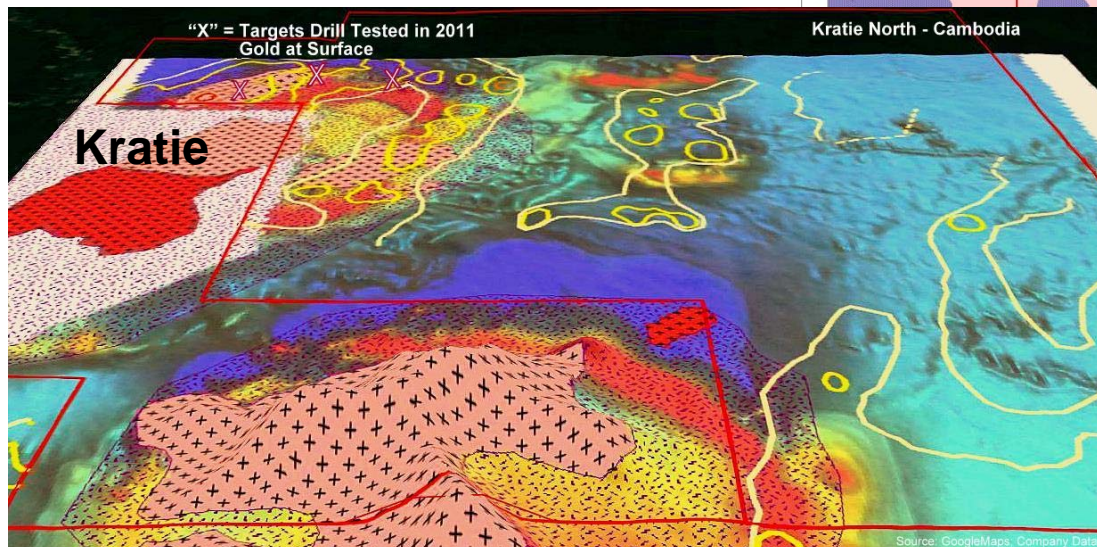 “X” = Targets Drill Tested in 2011
Gold at Surface
Kratie North - Cambodia
X
X
X
Kratie
Source: GoogleMaps, Company Data